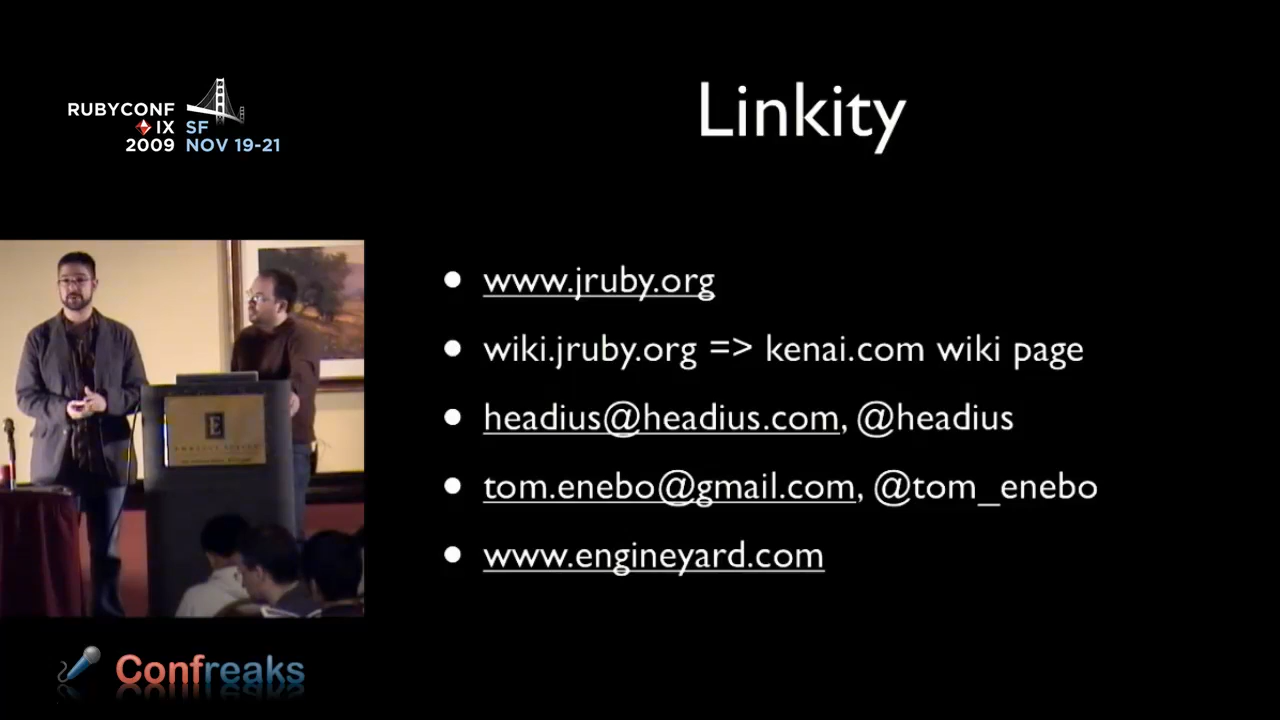 RUBYCONF
IX SF
2009 NOV 19-21
Linkity
www.jruby.org
wiki.jruby.org => kenai.com wiki page
headius@headius.com, @headius
tom.enebo@gmail.com, @tom_enebo
www.engineyard.com
E
Confreaks